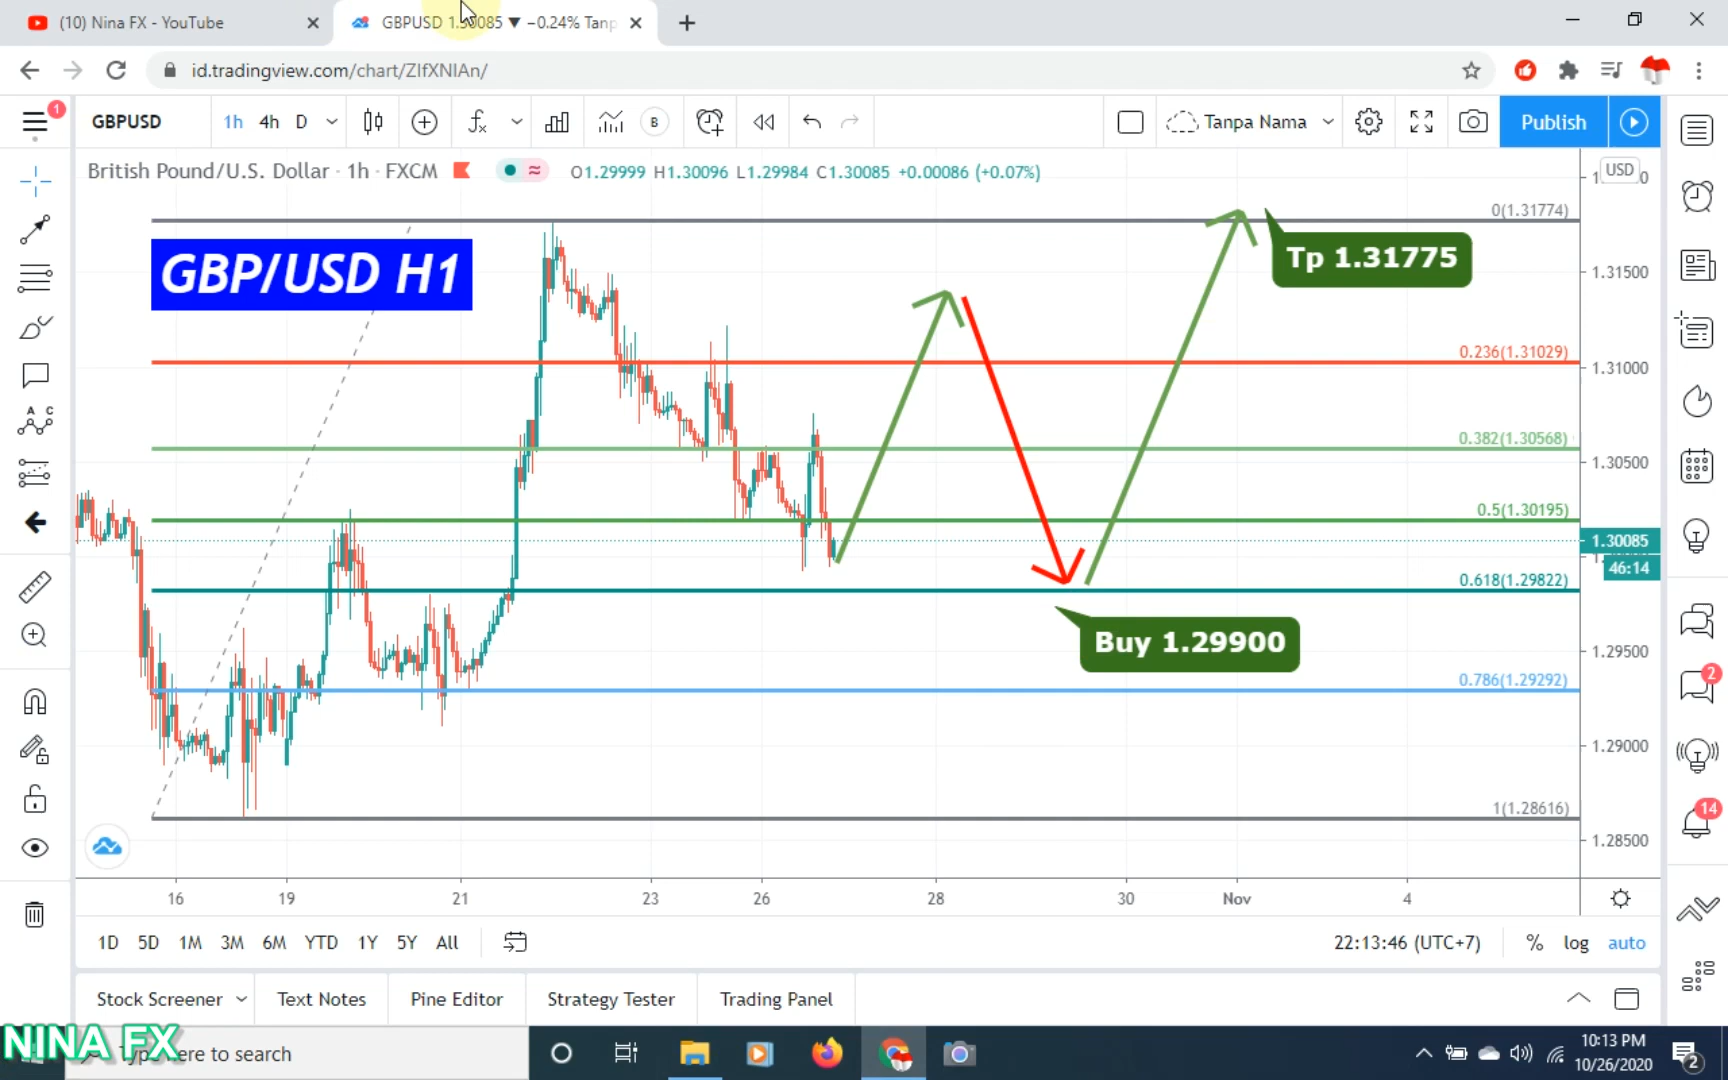 (10) Nina FX - YouTube
GBPUSD 1.30085 ▼ −0.24% Tanp
id.tradingview.com/chart/ZIfXNIAn/
1
GBPUSD
1h 4h D
B
Tanpa Nama
Publish
British Pound/U.S. Dollar · 1h · FXCM
O1.29999 H1.30096 L1.29984 C1.30085 +0.00086 (+0.07%)
USD
0(1.31774)
GBP/USD H1
Tp 1.31775
1.31500
0.236(1.31029)
1.31000
0.382(1.30568)
1.30500
0.5(1.30195)
1.30085
46:14
0.618(1.29822)
Buy 1.29900
1.29500
0.786(1.29292)
2
1.29000
1(1.28616)
14
1.28500
16 19 21 23 26 28 30 Nov 4
1D 5D 1M 3M 6M YTD 1Y 5Y All
22:13:46 (UTC+7) % log auto
Stock Screener Text Notes Pine Editor Strategy Tester Trading Panel
NINA FX
Type here to search
10:13 PM
10/26/2020
2